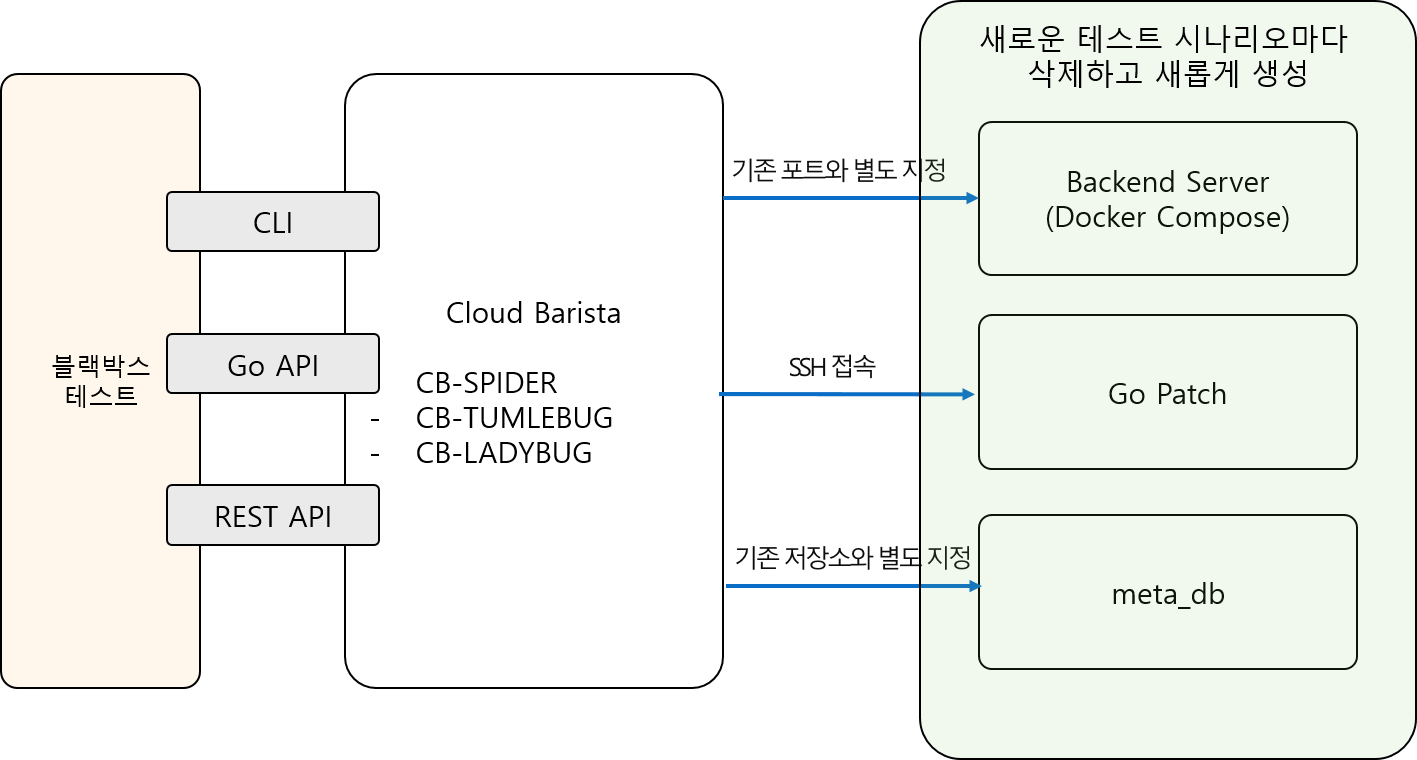 새로운 테스트 시나리오마다
삭제하고 새롭게 생성
블랙박스
테스트
CLI
Go API
REST API
Cloud Barista
CB-SPIDER
- CB-TUMLEBUG
- CB-LADYBUG
기존 포트와 별도 지정
SSH 접속
기존 저장소와 별도 지정
Backend Server
(Docker Compose)
Go Patch
meta_db